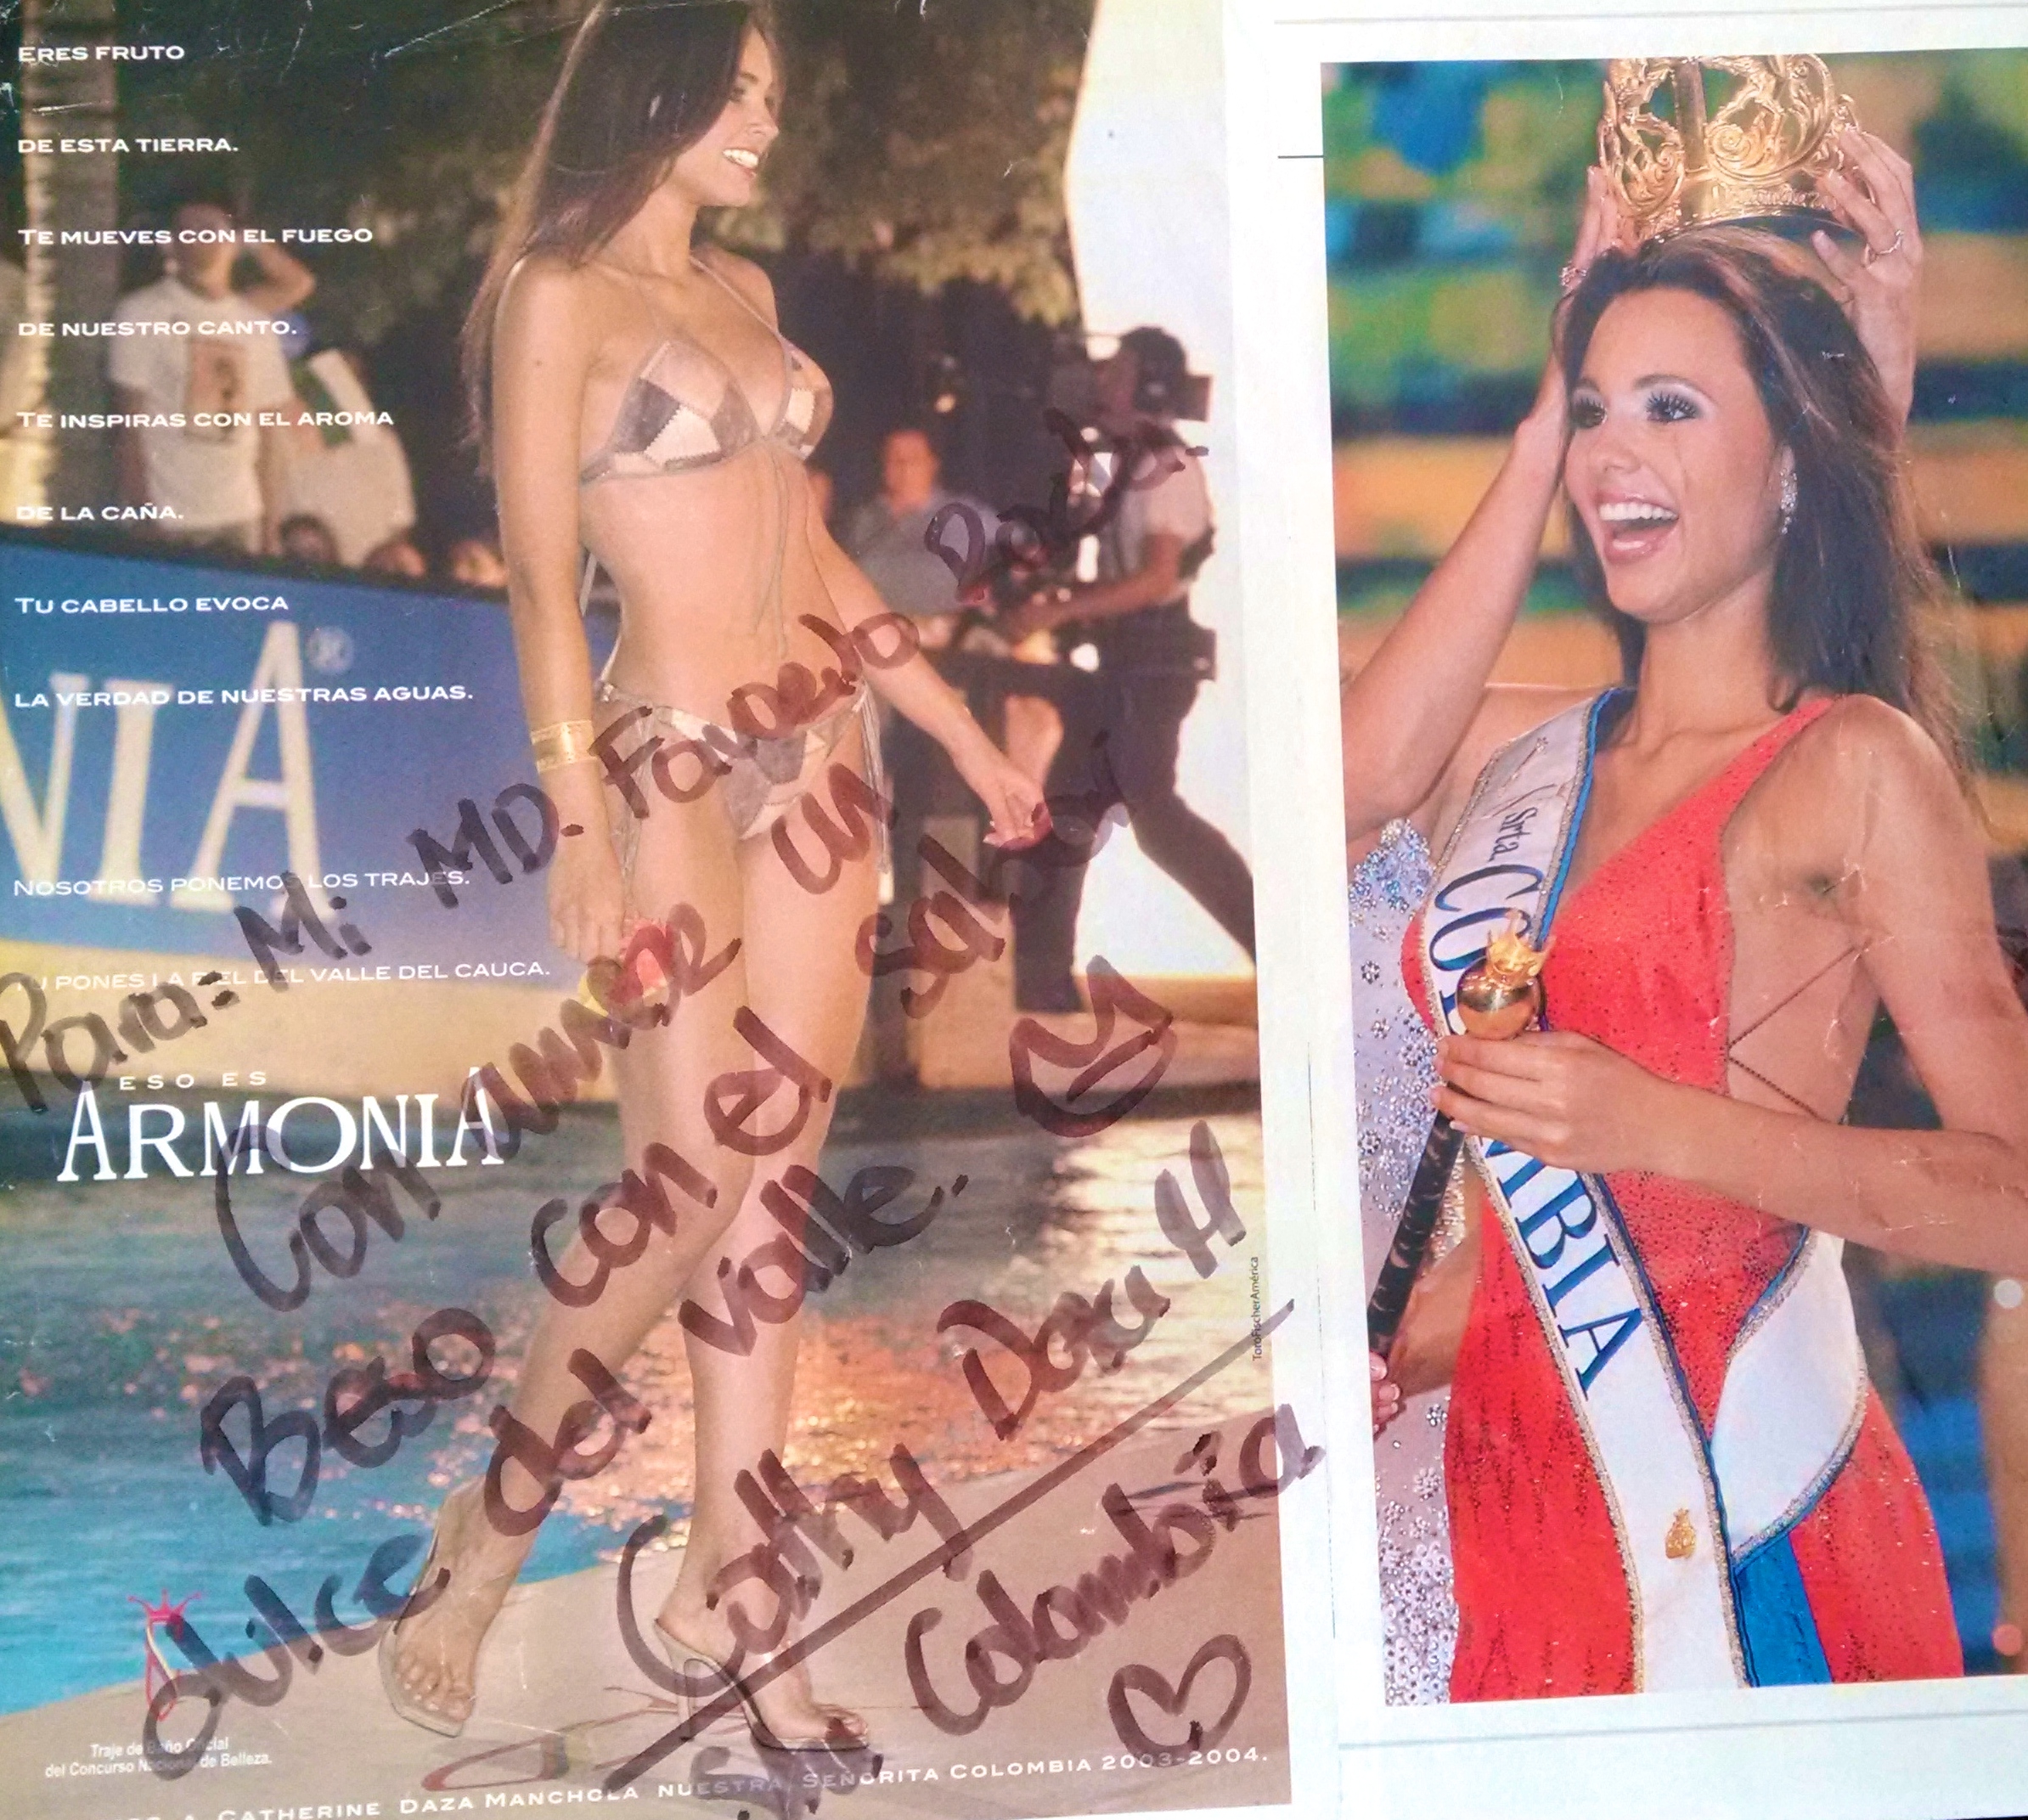 ERES FRUTO
DE ESTA TIERRA.
TE MUEVES CON EL FUEGO
DE NUESTRO CANTO.
TE INSPIRAS CON EL AROMA
DE LA CAÑA.
TU CABELLO EVOCA
LA VERDAD DE NUESTRAS AGUAS.
NOSOTROS PONEMOS LOS TRAJES.
TU PONES LA PIEL DEL VALLE DEL CAUCA.
ESO ES
ARMONIA
NIA®
Para: Mi MD. Favorito
Con amor un
Beso con el sabor
dulce del Valle.
Cathy Daza M
Colombia
Traje de Baño Oficial
del Concurso Nacional de Belleza.
A CATHERINE DAZA MANCHOLA NUESTRA SEÑORITA COLOMBIA 2003-2004.
ToroFischerAmérica
Srta COLOMBIA